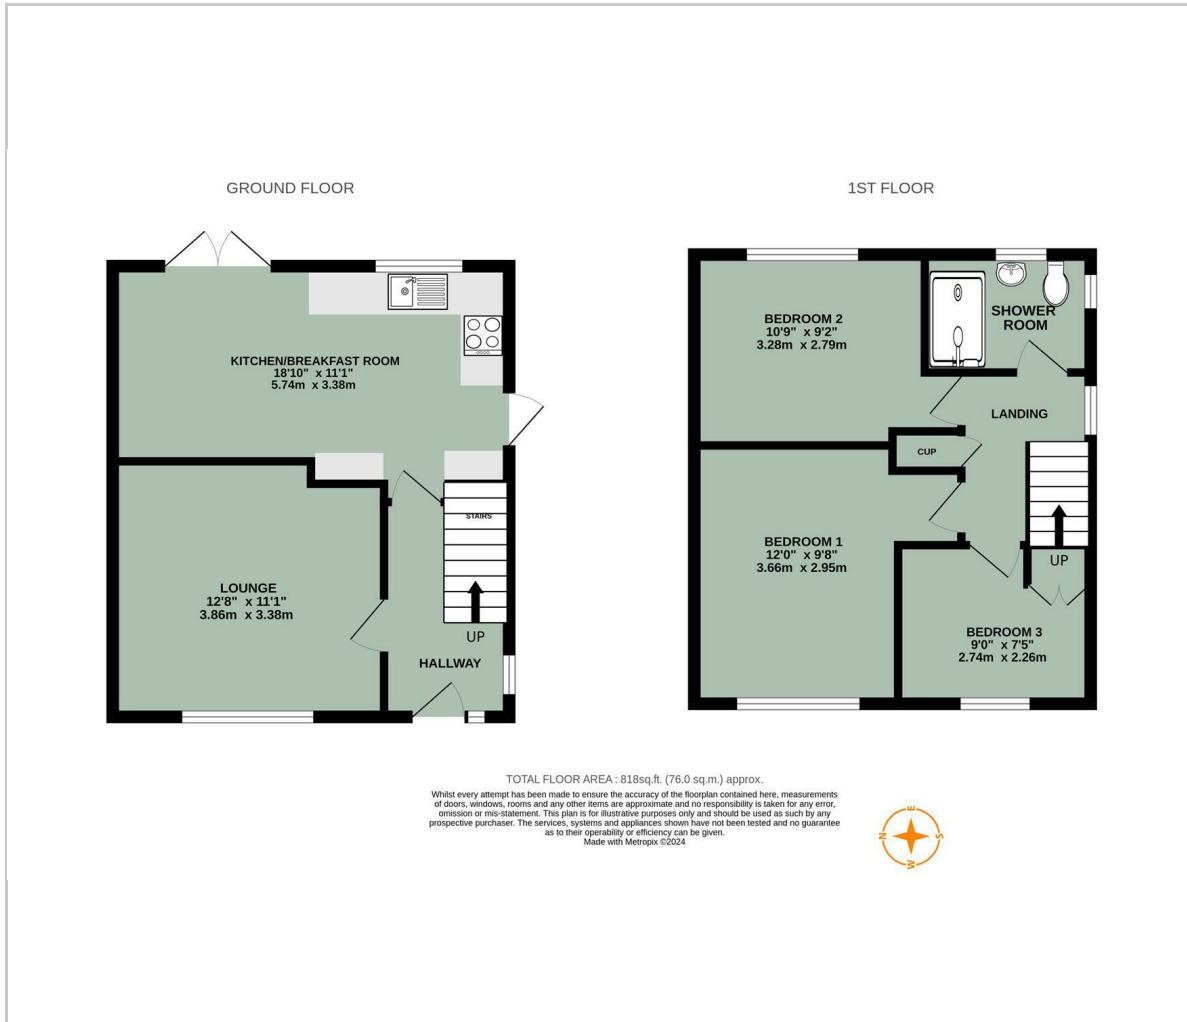 GROUND FLOOR
1ST FLOOR
KITCHEN/BREAKFAST ROOM
18'10" x 11'1"
5.74m x 3.38m
STAIRS
LOUNGE
12'8" x 11'1"
3.86m x 3.38m
UP
HALLWAY
BEDROOM 2
10'9" x 9'2"
3.28m x 2.79m
SHOWER
ROOM
LANDING
CUP
BEDROOM 1
12'0" x 9'8"
3.66m x 2.95m
UP
BEDROOM 3
9'0" x 7'5"
2.74m x 2.26m
TOTAL FLOOR AREA : 818sq.ft. (76.0 sq.m.) approx.
Whilst every attempt has been made to ensure the accuracy of the floorplan contained here, measurements
of doors, windows, rooms and any other items are approximate and no responsibility is taken for any error,
omission or mis-statement. This plan is for illustrative purposes only and should be used as such by any
prospective purchaser. The services, systems and appliances shown have not been tested and no guarantee
as to their operability or efficiency can be given.
Made with Metropix ©2024
E
N
S
W